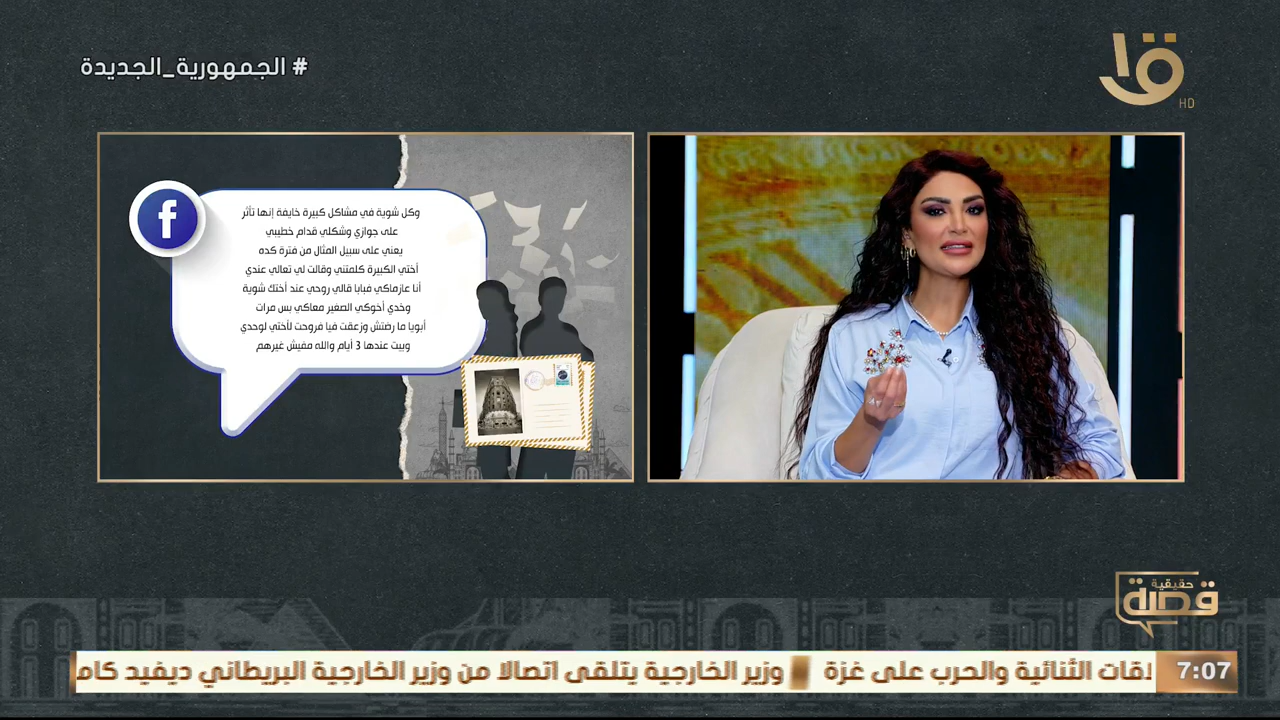 # الجمهورية_الجديدة
HD
f
وكل شوية في مشاكل كبيرة خايفة إنها تأثر
على جوازي وشكلي قدام خطيبي
يعني على سبيل المثال من فترة كده
أختي الكبيرة كلمتني وقالت لي تعالي عندي
أنا عازماكي فبابا قالي روحي عند أختك شوية
وخدي أخوكي الصغير معاكي بس مرات
أبويا ما رضتش وزعقت فيا فروحت لأختي لوحدي
وبيت عندها 3 أيام والله مفيش غيرهم
قصة
حقيقية
لاقات الثنائية والحرب على غزة
وزير الخارجية يتلقى اتصالا من وزير الخارجية البريطاني ديفيد كام
7:07